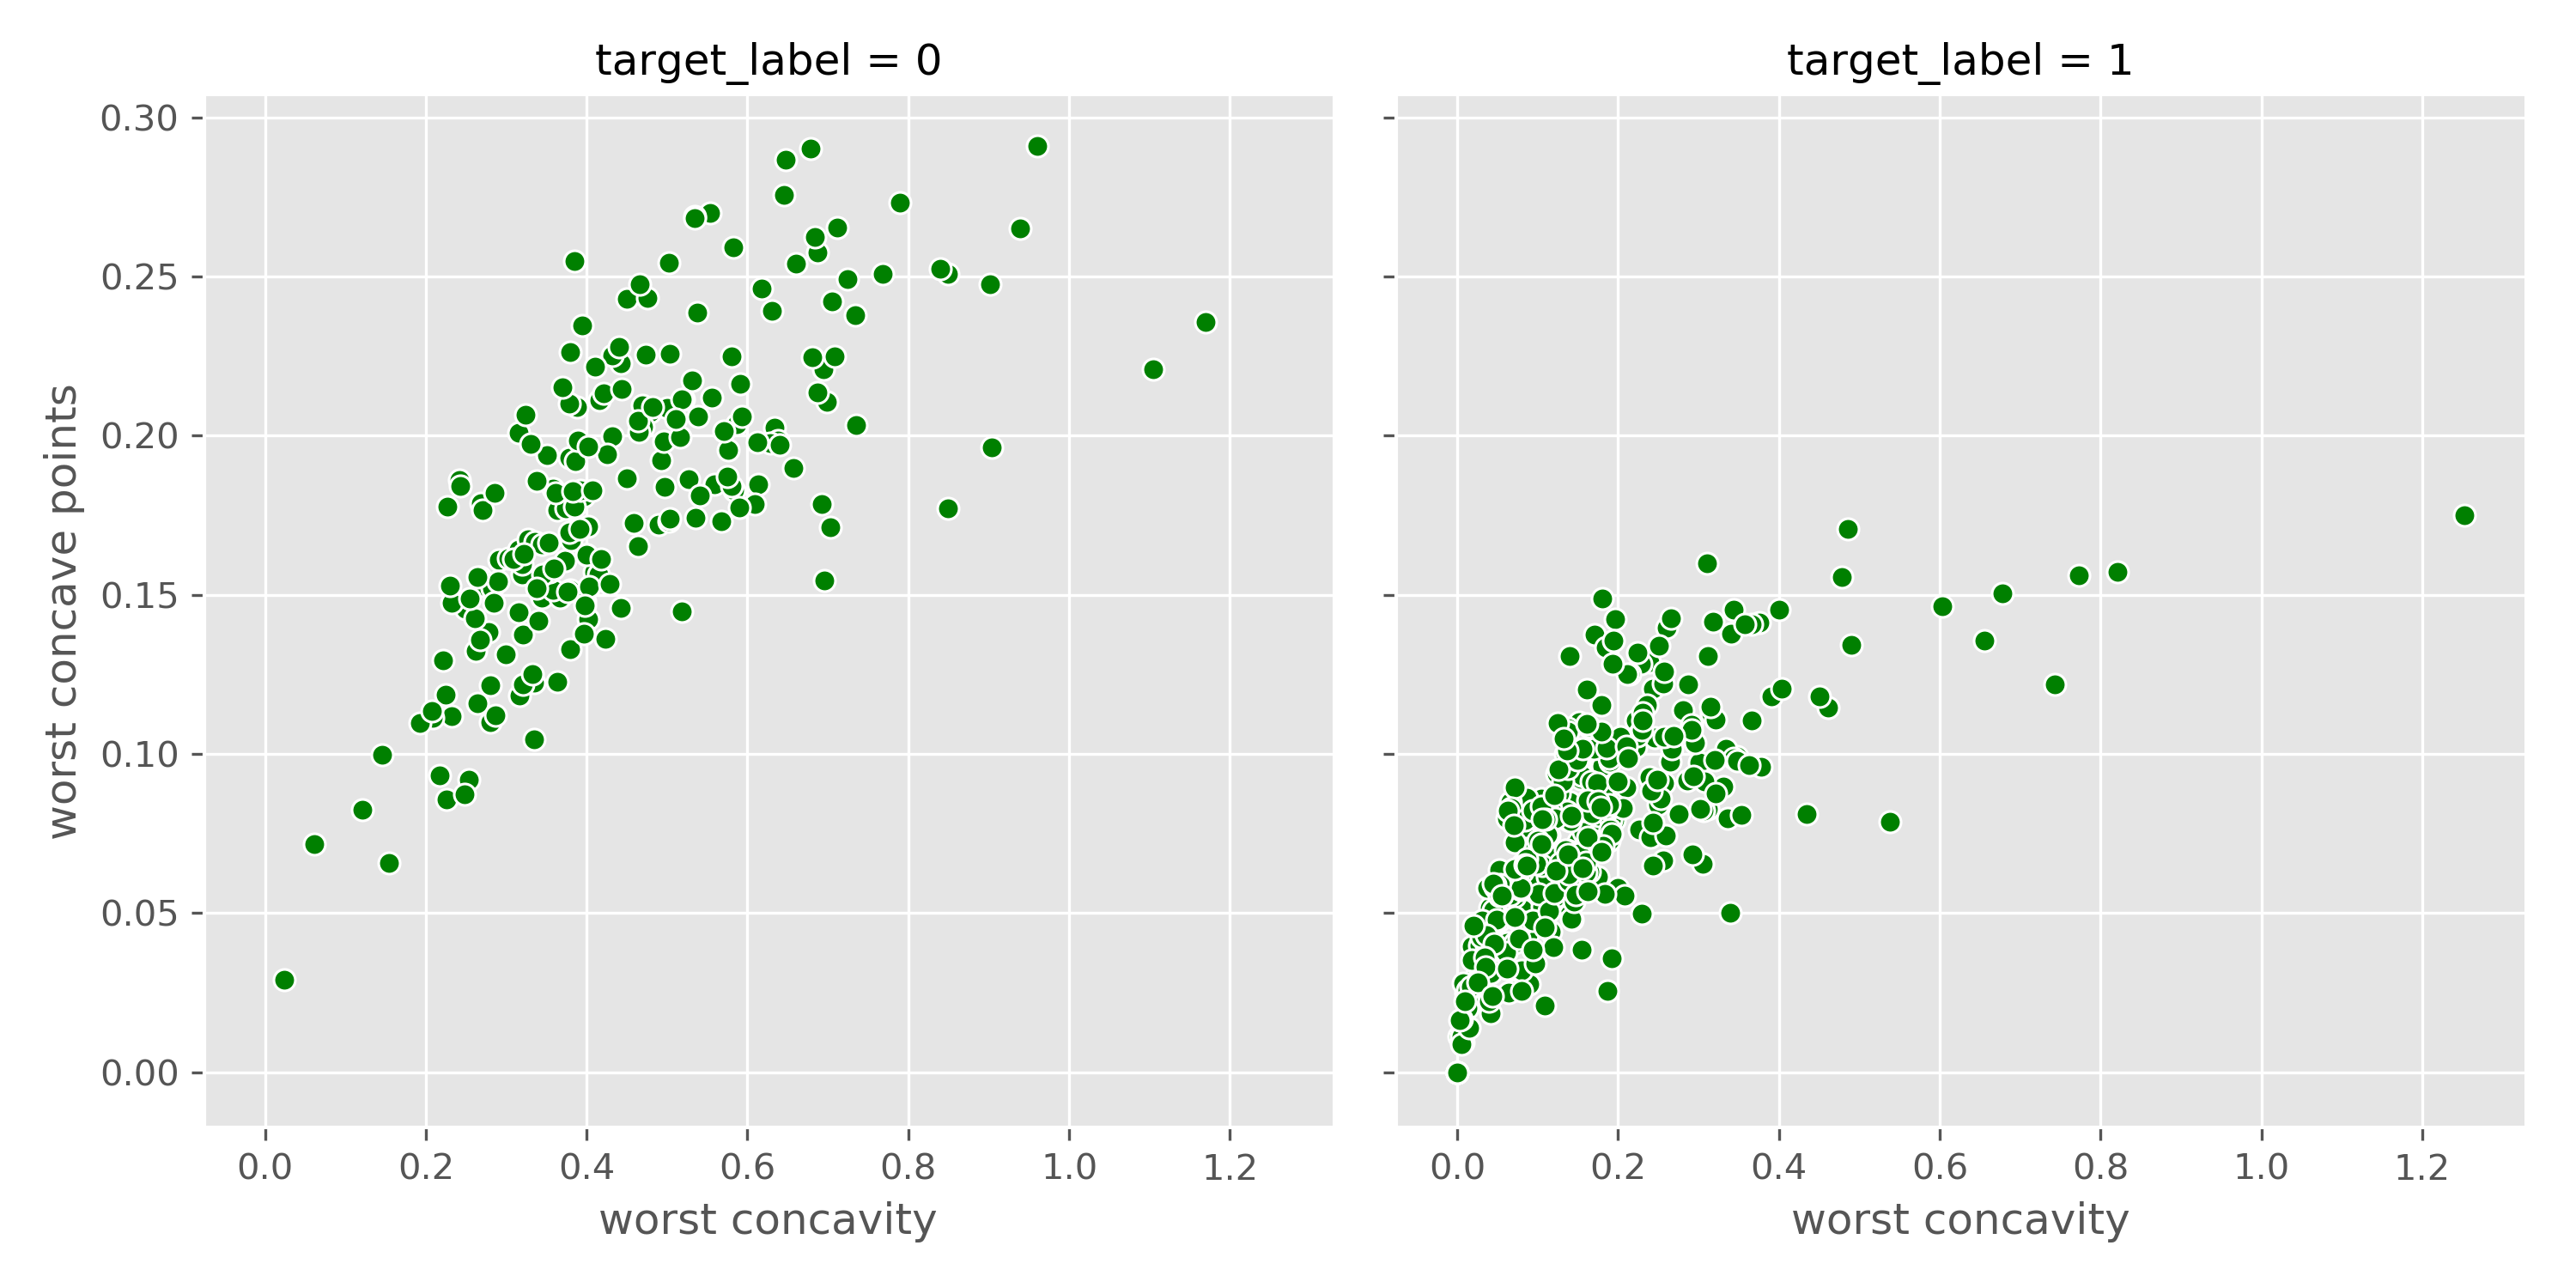 target_label = 0
target_label = 1
0.30
0.25
0.20
0.15
0.10
0.05
0.00
worst concave points
0.0 0.2 0.4 0.6 0.8 1.0 1.2
0.0 0.2 0.4 0.6 0.8 1.0 1.2
worst concavity
worst concavity